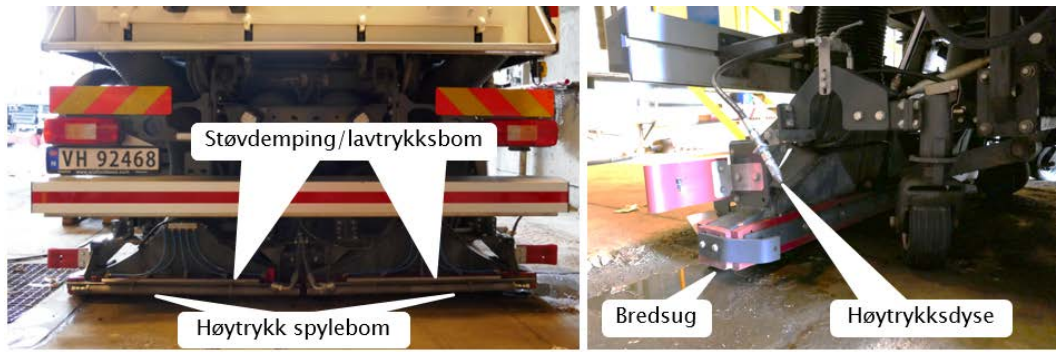 Støvdemping/lavtrykksbom
VH 92468
Høytrykk spylebom
Bredsug
Høytrykksdyse